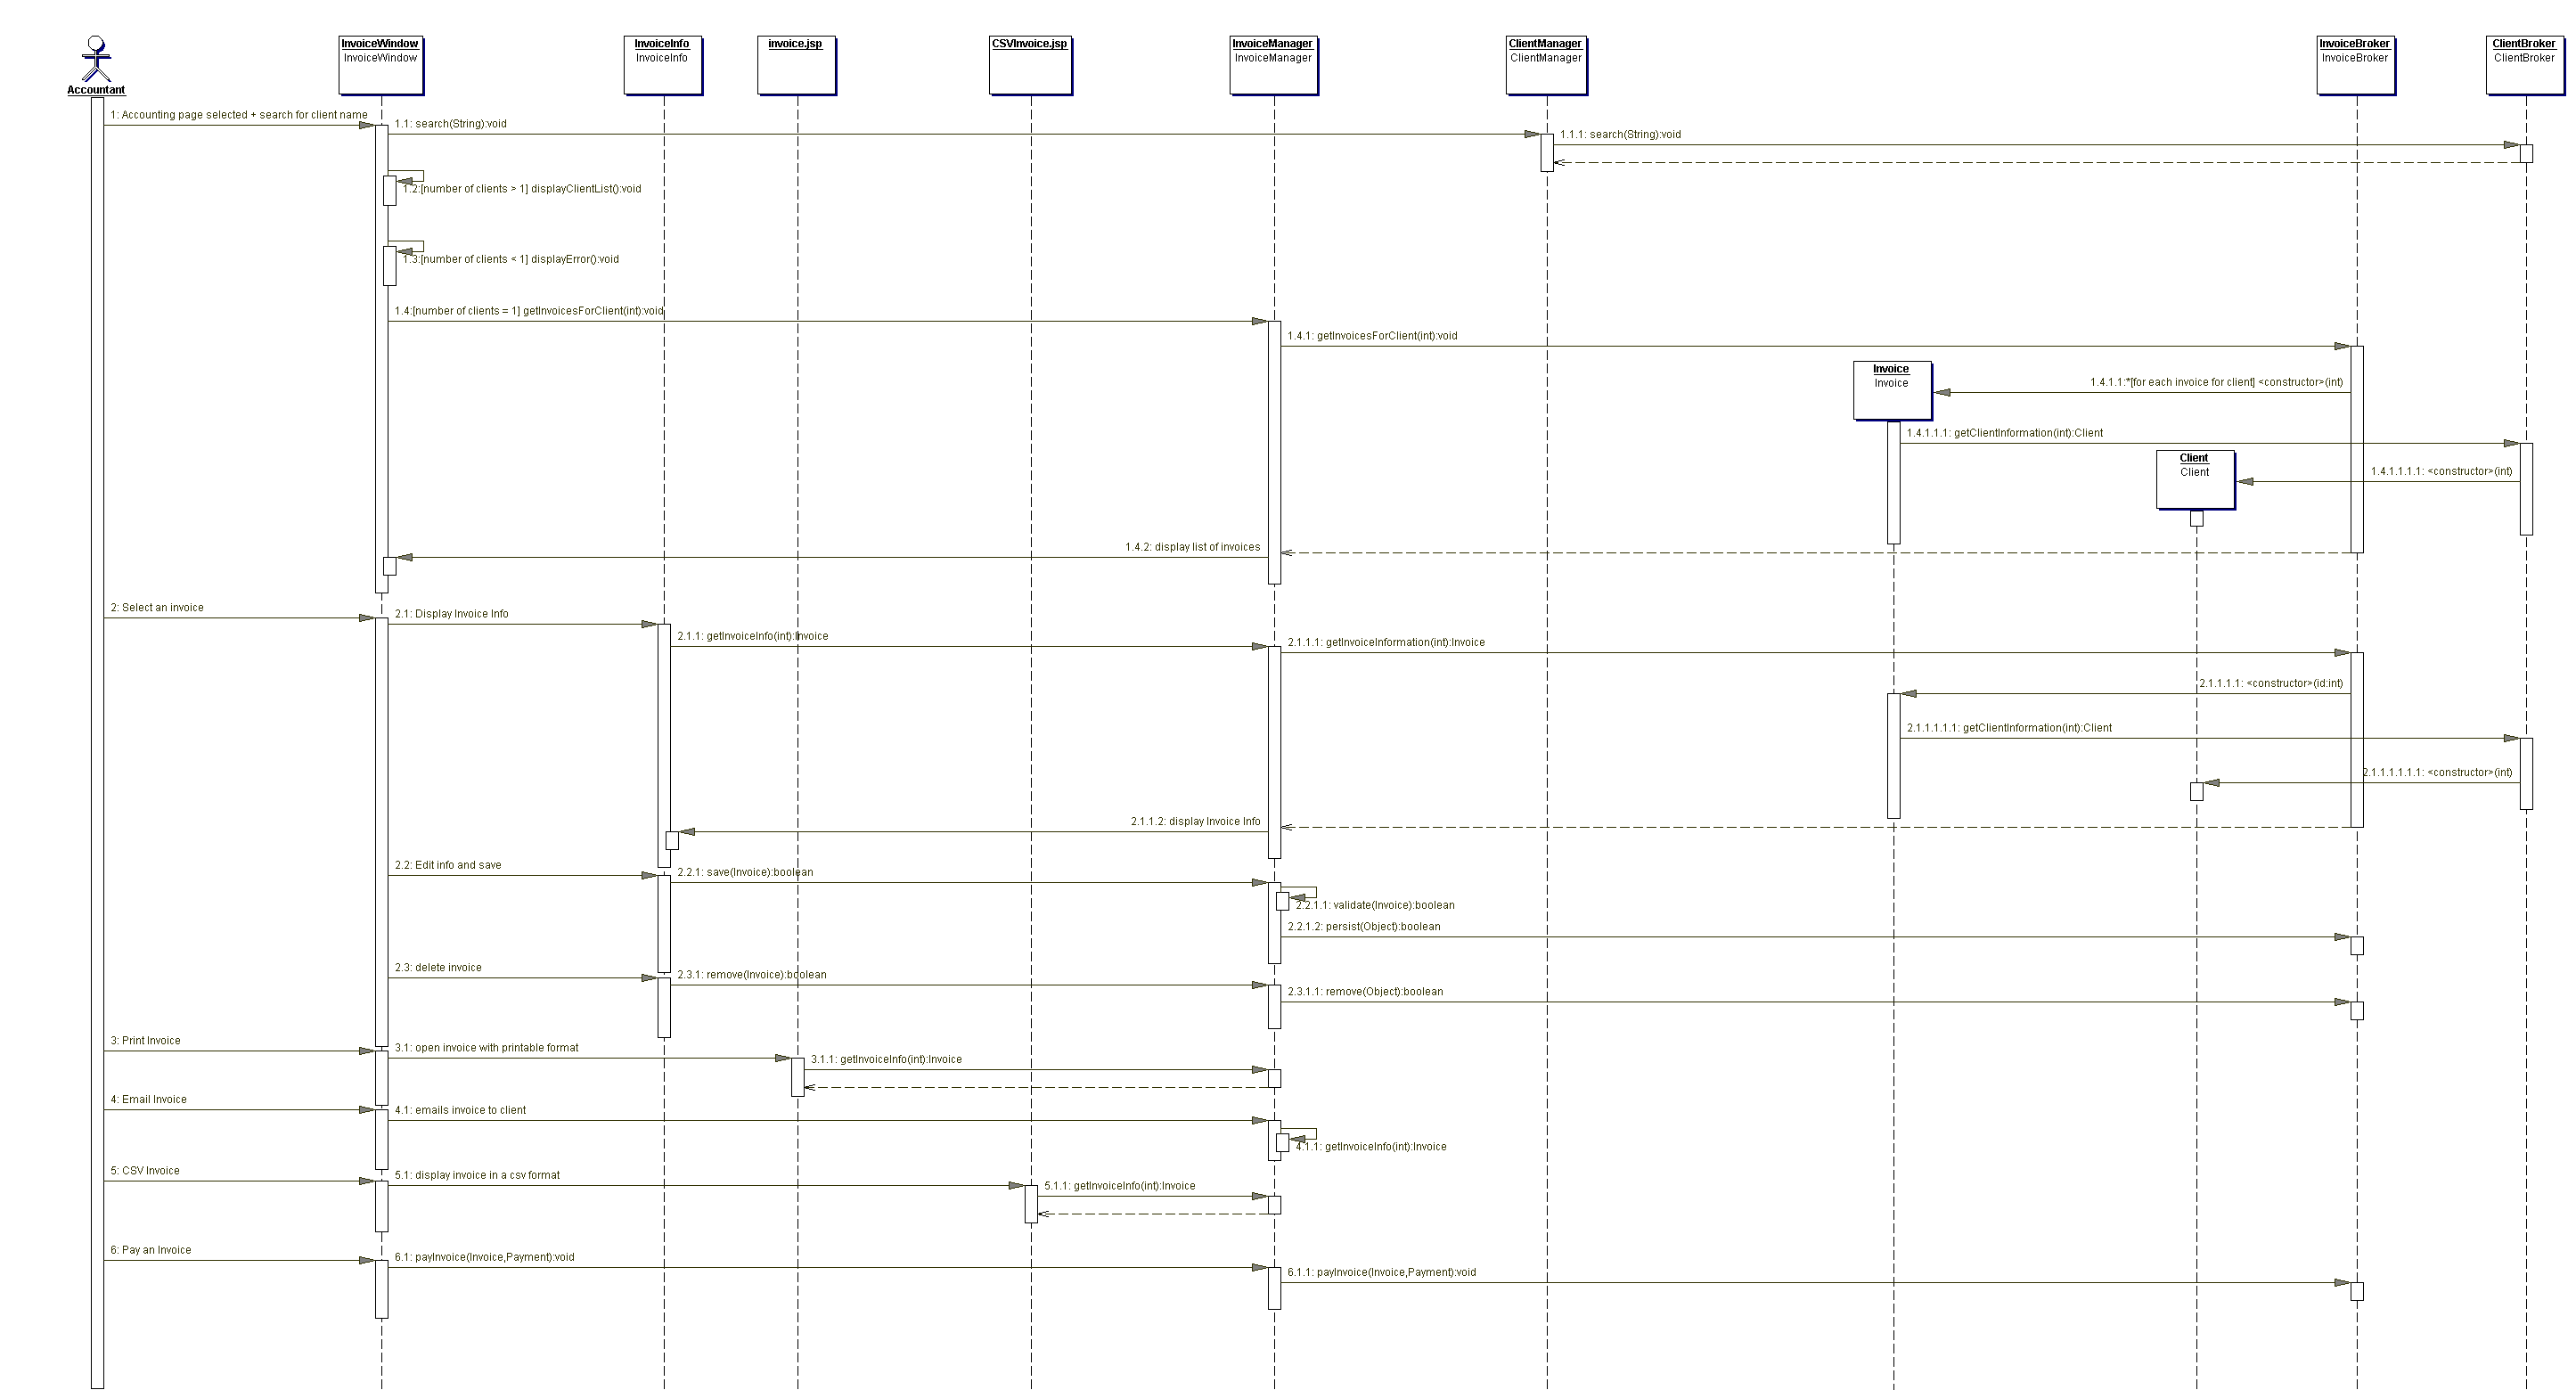 Accountant
InvoiceWindow
InvoiceWindow
InvoiceInfo
InvoiceInfo
invoice.jsp
CSVInvoice.jsp
InvoiceManager
InvoiceManager
ClientManager
ClientManager
InvoiceBroker
InvoiceBroker
ClientBroker
ClientBroker
1: Accounting page selected + search for client name
1.1: search(String):void
1.1.1: search(String):void
1.2:[number of clients > 1] displayClientList():void
1.3:[number of clients < 1] displayError():void
1.4:[number of clients = 1] getInvoicesForClient(int):void
1.4.1: getInvoicesForClient(int):void
Invoice
Invoice
1.4.1.1:*[for each invoice for client] <constructor>(int)
1.4.1.1.1: getClientInformation(int):Client
Client
Client
1.4.1.1.1.1: <constructor>(int)
1.4.2: display list of invoices
2: Select an invoice
2.1: Display Invoice Info
2.1.1: getInvoiceInfo(int):Invoice
2.1.1.1: getInvoiceInformation(int):Invoice
2.1.1.1.1: <constructor>(id:int)
2.1.1.1.1.1: getClientInformation(int):Client
2.1.1.1.1.1.1: <constructor>(int)
2.1.1.2: display Invoice Info
2.2: Edit info and save
2.2.1: save(Invoice):boolean
2.2.1.1: validate(Invoice):boolean
2.2.1.2: persist(Object):boolean
2.3: delete invoice
2.3.1: remove(Invoice):boolean
2.3.1.1: remove(Object):boolean
3: Print Invoice
3.1: open invoice with printable format
3.1.1: getInvoiceInfo(int):Invoice
4: Email Invoice
4.1: emails invoice to client
4.1.1: getInvoiceInfo(int):Invoice
5: CSV Invoice
5.1: display invoice in a csv format
5.1.1: getInvoiceInfo(int):Invoice
6: Pay an Invoice
6.1: payInvoice(Invoice,Payment):void
6.1.1: payInvoice(Invoice,Payment):void